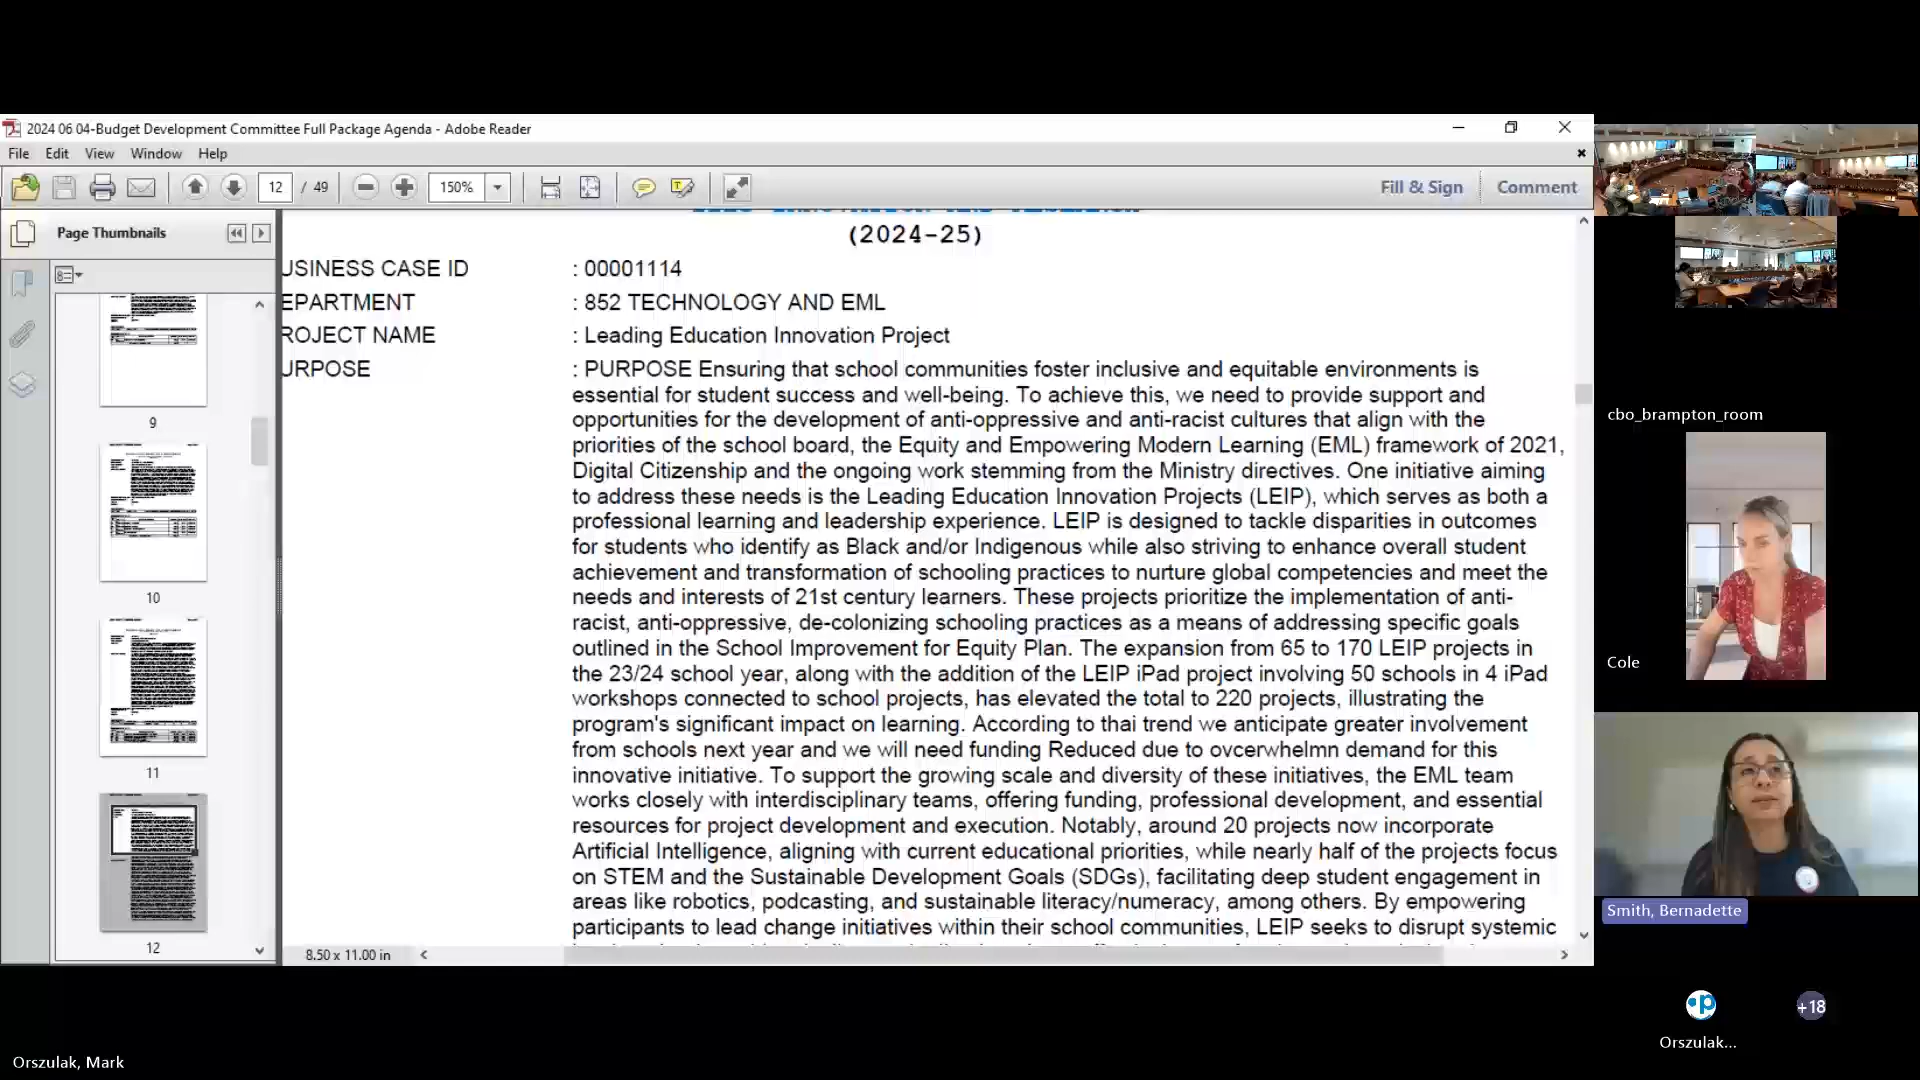 2024 06 04-Budget Development Committee Full Package Agenda - Adobe Reader
File Edit View Window Help
12 / 49 150% Fill & Sign Comment
Page Thumbnails
9
10
11
12
(2024-25)
USINESS CASE ID : 00001114
EPARTMENT : 852 TECHNOLOGY AND EML
ROJECT NAME : Leading Education Innovation Project
URPOSE : PURPOSE Ensuring that school communities foster inclusive and equitable environments is
essential for student success and well-being. To achieve this, we need to provide support and
opportunities for the development of anti-oppressive and anti-racist cultures that align with the
priorities of the school board, the Equity and Empowering Modern Learning (EML) framework of 2021,
Digital Citizenship and the ongoing work stemming from the Ministry directives. One initiative aiming
to address these needs is the Leading Education Innovation Projects (LEIP), which serves as both a
professional learning and leadership experience. LEIP is designed to tackle disparities in outcomes
for students who identify as Black and/or Indigenous while also striving to enhance overall student
achievement and transformation of schooling practices to nurture global competencies and meet the
needs and interests of 21st century learners. These projects prioritize the implementation of anti-
racist, anti-oppressive, de-colonizing schooling practices as a means of addressing specific goals
outlined in the School Improvement for Equity Plan. The expansion from 65 to 170 LEIP projects in
the 23/24 school year, along with the addition of the LEIP iPad project involving 50 schools in 4 iPad
workshops connected to school projects, has elevated the total to 220 projects, illustrating the
program's significant impact on learning. According to thai trend we anticipate greater involvement
from schools next year and we will need funding Reduced due to ovcerwhelmn demand for this
innovative initiative. To support the growing scale and diversity of these initiatives, the EML team
works closely with interdisciplinary teams, offering funding, professional development, and essential
resources for project development and execution. Notably, around 20 projects now incorporate
Artificial Intelligence, aligning with current educational priorities, while nearly half of the projects focus
on STEM and the Sustainable Development Goals (SDGs), facilitating deep student engagement in
areas like robotics, podcasting, and sustainable literacy/numeracy, among others. By empowering
participants to lead change initiatives within their school communities, LEIP seeks to disrupt systemic
8.50 x 11.00 in
cbo_brampton_room
Cole
Smith, Bernadette
+18
Orszulak...
Orszulak, Mark